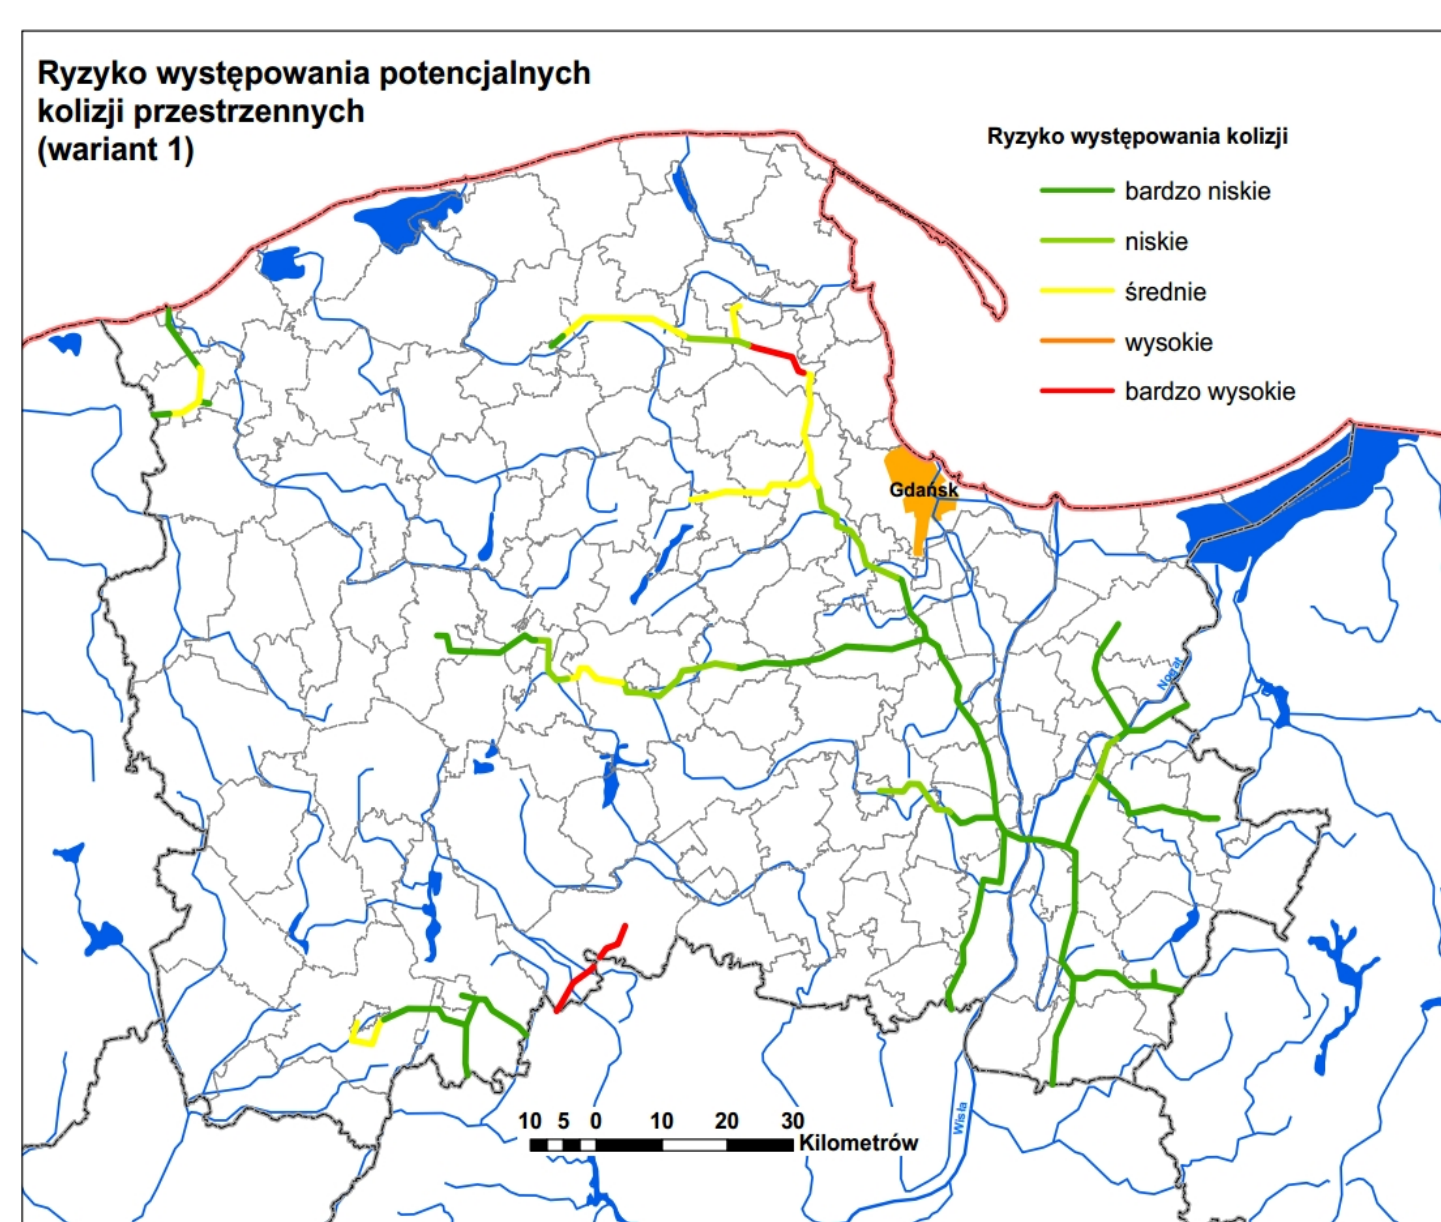 Ryzyko występowania potencjalnych
kolizji przestrzennych
(wariant 1)
Ryzyko występowania kolizji
bardzo niskie
niskie
średnie
wysokie
bardzo wysokie
Gdańsk
Nogat
10 5 0 10 20 30
Kilometrów
Wisła